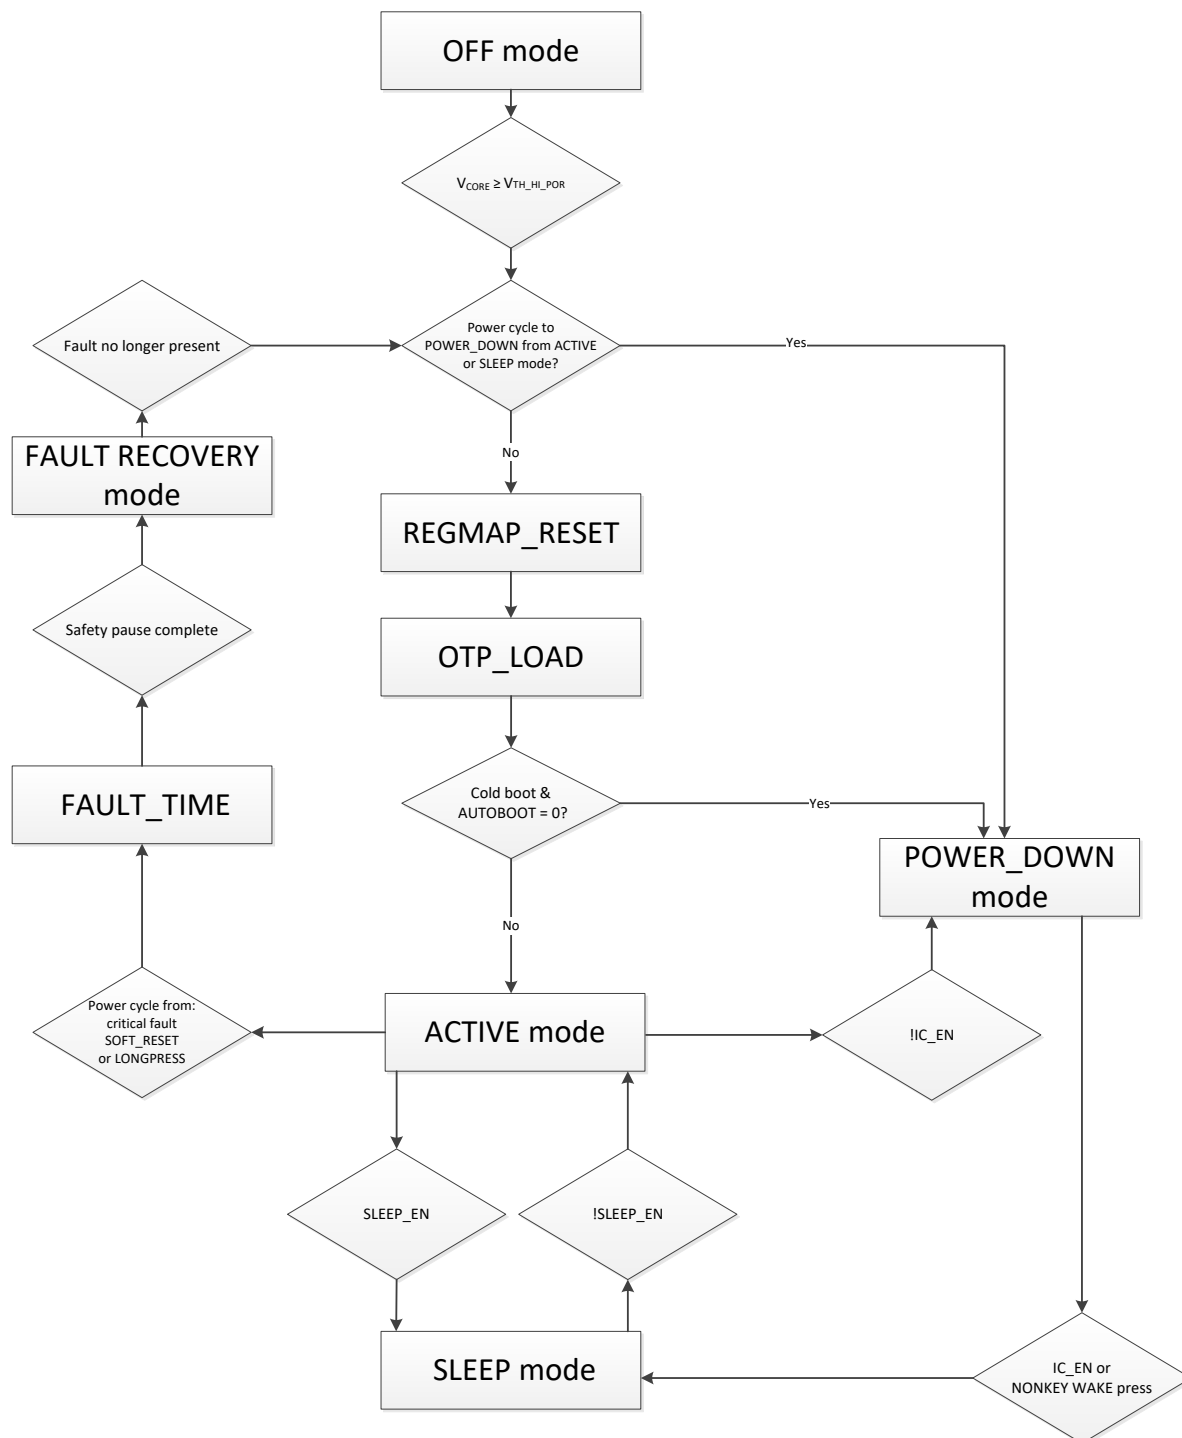 OFF mode
VCORE ≥ VTH_HI_POR
Fault no longer present
Power cycle to
POWER_DOWN from ACTIVE
or SLEEP mode?
Yes
No
FAULT RECOVERY
mode
REGMAP_RESET
Safety pause complete
OTP_LOAD
FAULT_TIME
Cold boot &
AUTOBOOT = 0?
Yes
No
POWER_DOWN
mode
Power cycle from:
critical fault
SOFT_RESET
or LONGPRESS
ACTIVE mode
!IC_EN
SLEEP_EN
!SLEEP_EN
SLEEP mode
IC_EN or
NONKEY WAKE press